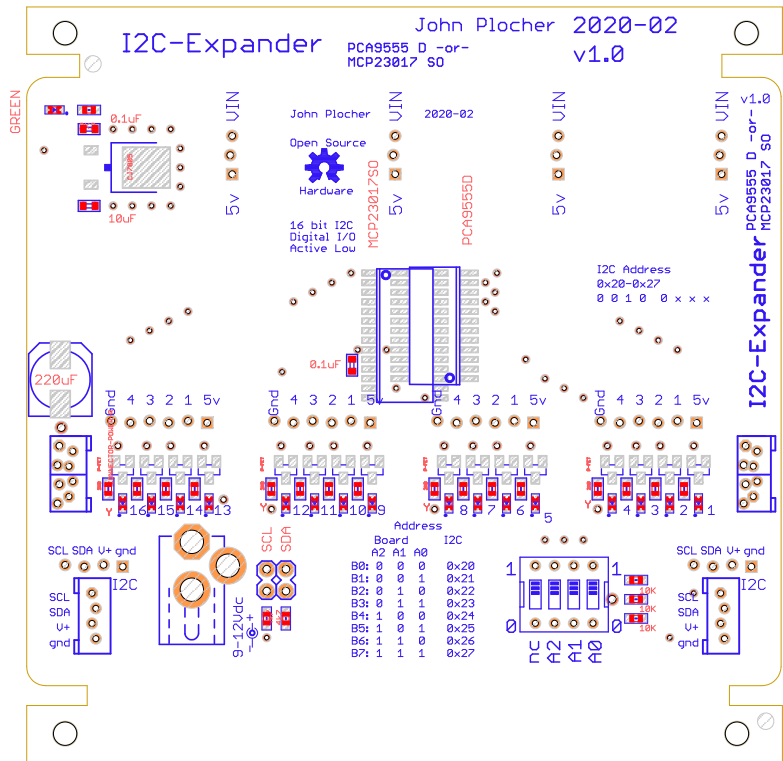 I2C-Expander
PCA9555 D -or-
MCP23017 SO
John Plocher 2020-02
v1.0
GREEN
0.1uF
CJ7805
10uF
VIN
5v
John Plocher
Open Source
Hardware
16 bit I2C
Digital I/O
Active Low
MCP23017SO
VIN
5v
2020-02
PCA9555D
VIN
5v
VIN
5v
v1.0
PCA9555 D -or-
MCP23017 SO
I2C-Expander
I2C Address
0x20-0x27
0 0 1 0 0 x x x
220uF
0.1uF
Gnd 4 3 2 1 5v
Gnd 4 3 2 1 5v
Gnd 4 3 2 1 5v
Gnd 4 3 2 1 5v
Y 16 15 14 13
Y 12 11 10 9
Y 8 7 6 5
Y 4 3 2 1
SCL SDA V+ gnd
I2C
SCL
SDA
V+
gnd
9-12Vdc
- +
SCL
SDA
Address
Board I2C
A2 A1 A0
B0: 0 0 0 0x20
B1: 0 0 1 0x21
B2: 0 1 0 0x22
B3: 0 1 1 0x23
B4: 1 0 0 0x24
B5: 1 0 1 0x25
B6: 1 1 0 0x26
B7: 1 1 1 0x27
1 1
0 0
nc
A2
A1
A0
10K
10K
10K
SCL SDA V+ gnd
I2C
SCL
SDA
V+
gnd